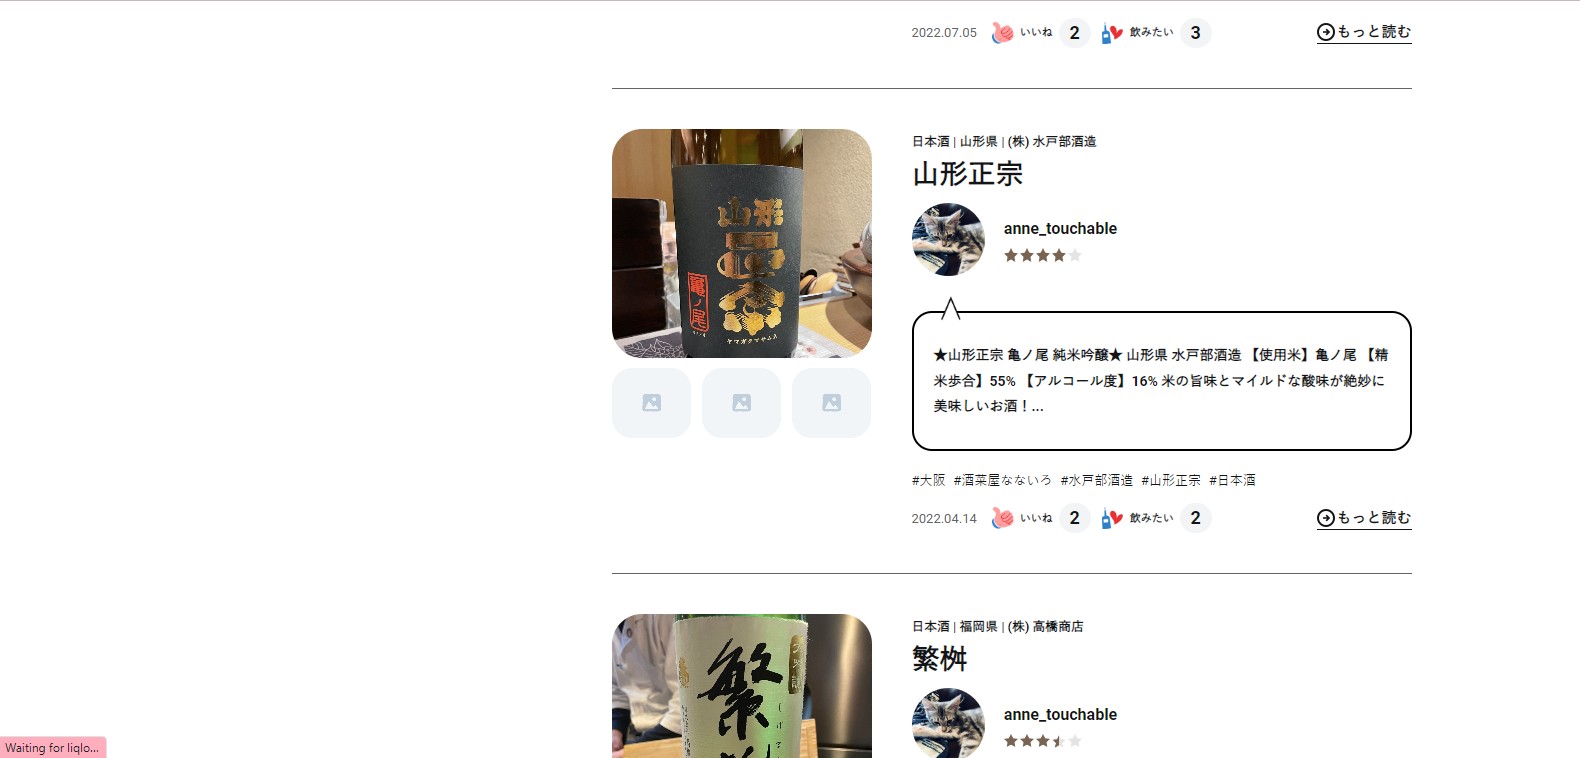 2022.07.05 いいね 2 飲みたい 3 もっと読む
日本酒 | 山形県 | (株) 水戸部酒造
山形正宗
anne_touchable
山形
正宗
亀ノ尾
ヤマガタマサムネ
★山形正宗 亀ノ尾 純米吟醸★ 山形県 水戸部酒造 【使用米】亀ノ尾 【精
米歩合】55% 【アルコール度】16% 米の旨味とマイルドな酸味が絶妙に
美味しいお酒！...
#大阪 #酒菜屋なないろ #水戸部酒造 #山形正宗 #日本酒
2022.04.14 いいね 2 飲みたい 2 もっと読む
日本酒 | 福岡県 | (株) 高橋商店
繁桝
anne_touchable
繁
Waiting for liqlo...